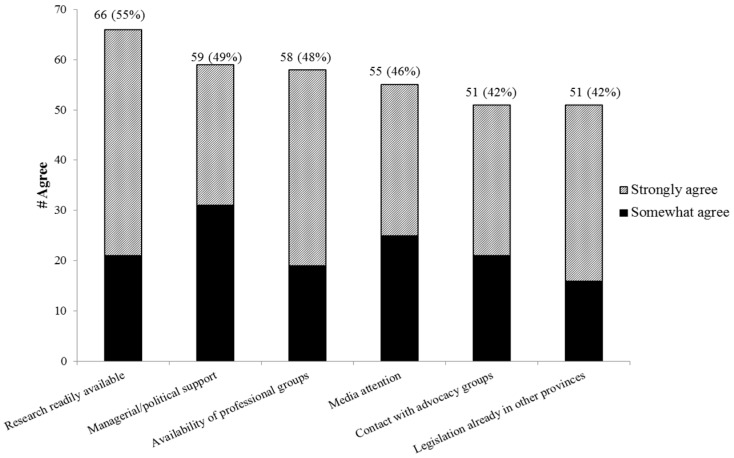 70
60
50
40
30
20
10
0
# Agree
66 (55%)
59 (49%)
58 (48%)
55 (46%)
51 (42%)
51 (42%)
Strongly agree
Somewhat agree
Research readily available
Managerial/political support
Availability of professional groups
Media attention
Contact with advocacy groups
Legislation already in other provinces